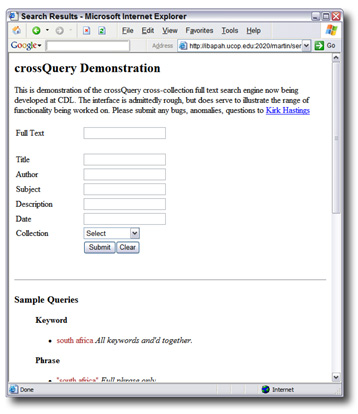 Search Results - Microsoft Internet Explorer
File Edit View Favorites Tools Help
Google Address http://ibapah.ucop.edu:2020/martin/ser Go
crossQuery Demonstration
This is demonstration of the crossQuery cross-collection full text search engine now being
developed at CDL. The interface is admittedly rough, but does serve to illustrate the range of
functionality being worked on. Please submit any bugs, anomalies, questions to Kirk Hastings
Full Text
Title
Author
Subject
Description
Date
Collection Select
Submit Clear
Sample Queries
Keyword
• south africa All keywords and'd together.
Phrase
• "south africa" Full phrase only
Done Internet